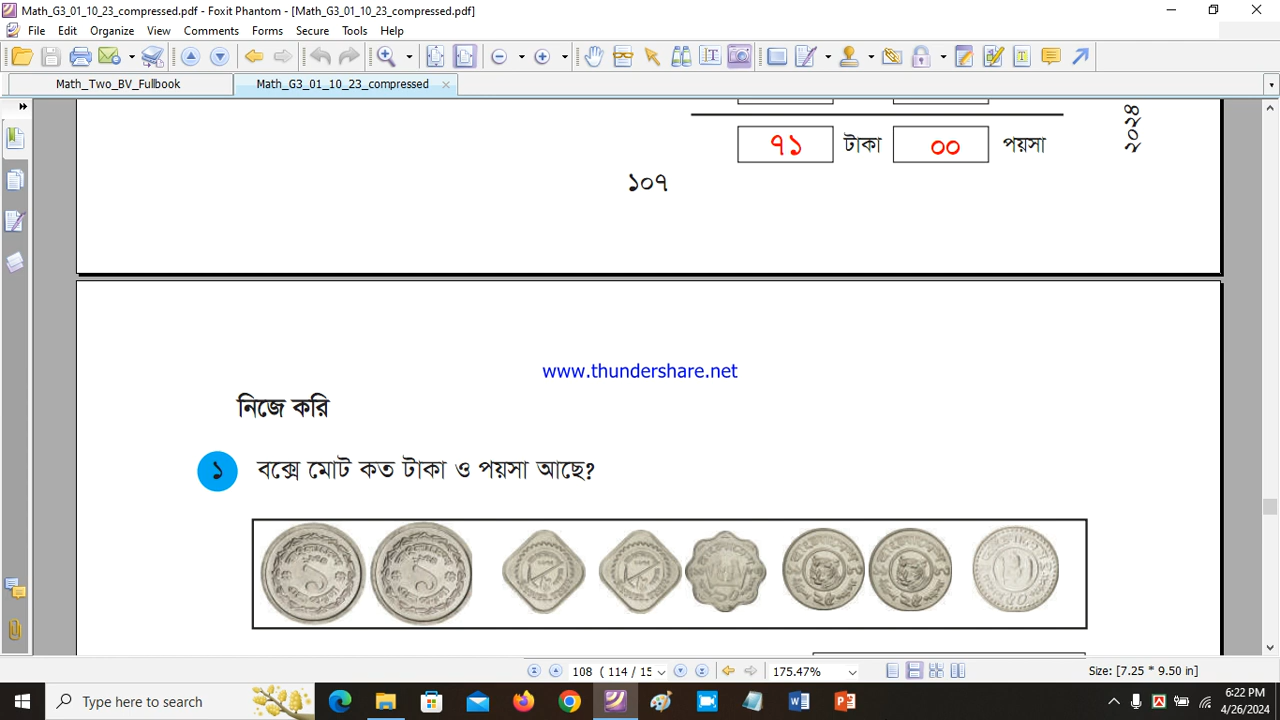 Math_G3_01_10_23_compressed.pdf - Foxit Phantom - [Math_G3_01_10_23_compressed.pdf]
File Edit View Organize Comments Forms Secure Tools Help
Math_Two_BV_Fullbook Math_G3_01_10_23_compressed
৭১ টাকা ০০ পয়সা
২০২৪
১০৭
www.thundershare.net
নিজে করি
১ বক্সে মোট কত টাকা ও পয়সা আছে?
108 ( 114 / 15 175.47% Size: [7.25 * 9.50 in]
Type here to search
6:22 PM
4/26/2024